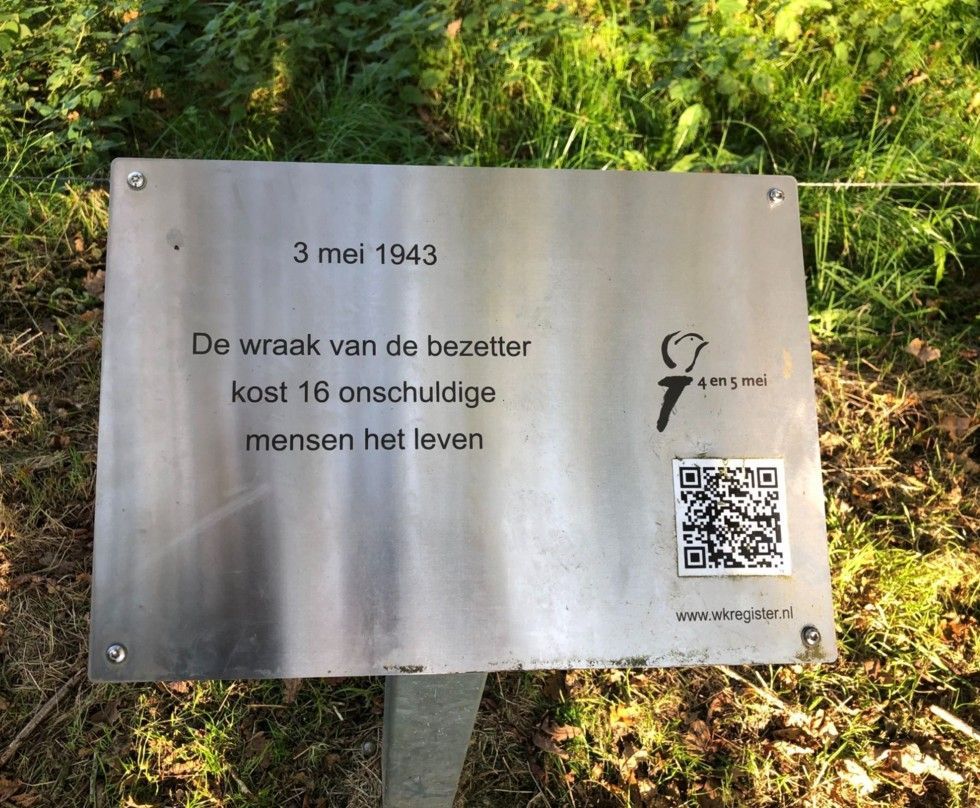 3 mei 1943
De wraak van de bezetter
kost 16 onschuldige
mensen het leven
4 en 5 mei
www.wkregister.nl